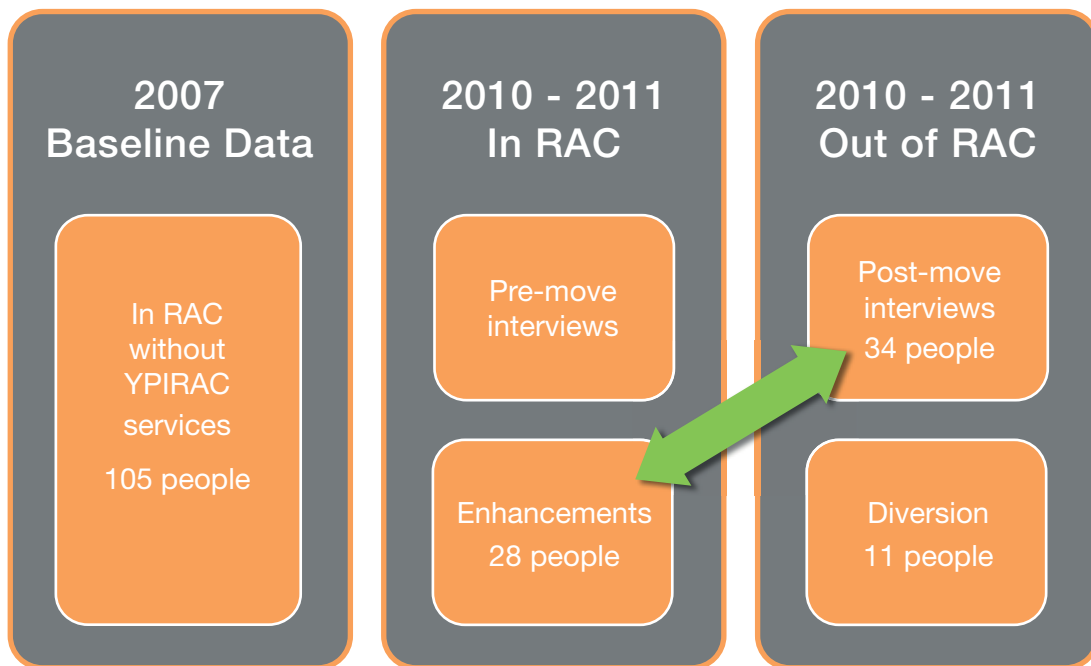 2007
Baseline Data
In RAC
without
YPIRAC
services
105 people
2010 - 2011
In RAC
Pre-move
interviews
Enhancements
28 people
2010 - 2011
Out of RAC
Post-move
interviews
34 people
Diversion
11 people